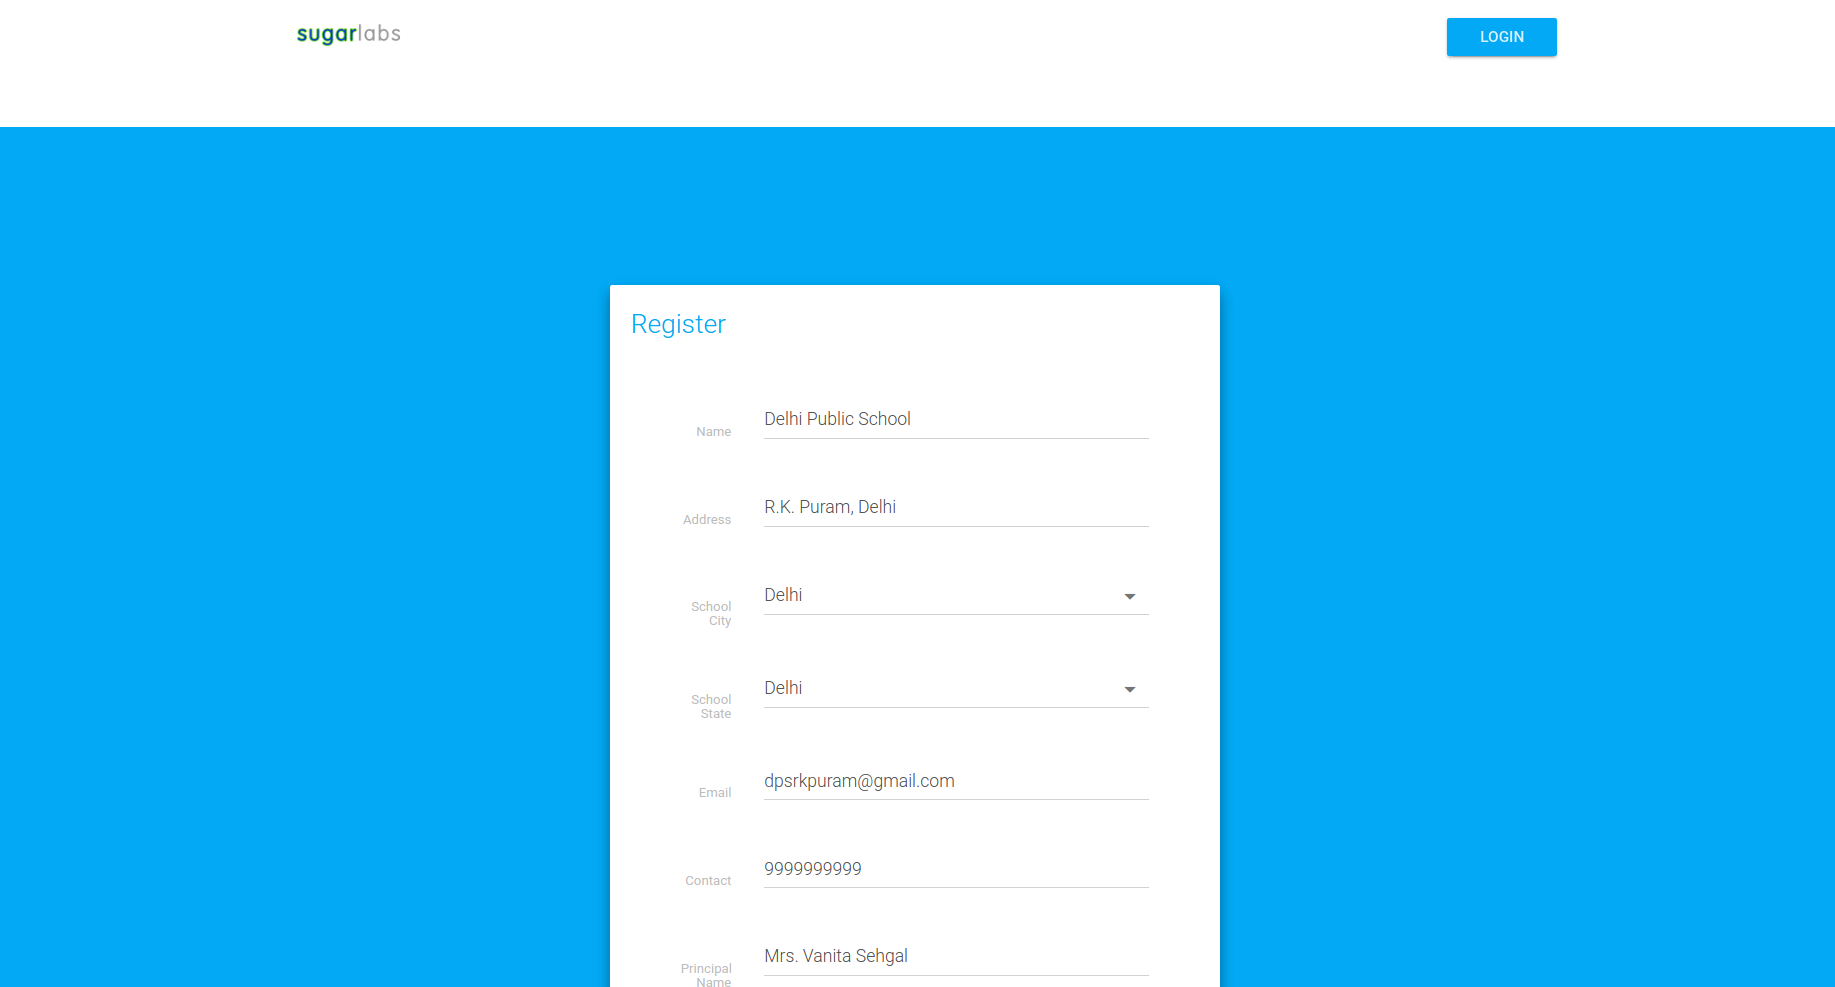 sugarlabs
LOGIN
Register
Name
Delhi Public School
Address
R.K. Puram, Delhi
School
City
Delhi
School
State
Delhi
Email
dpsrkpuram@gmail.com
Contact
9999999999
Principal
Name
Mrs. Vanita Sehgal